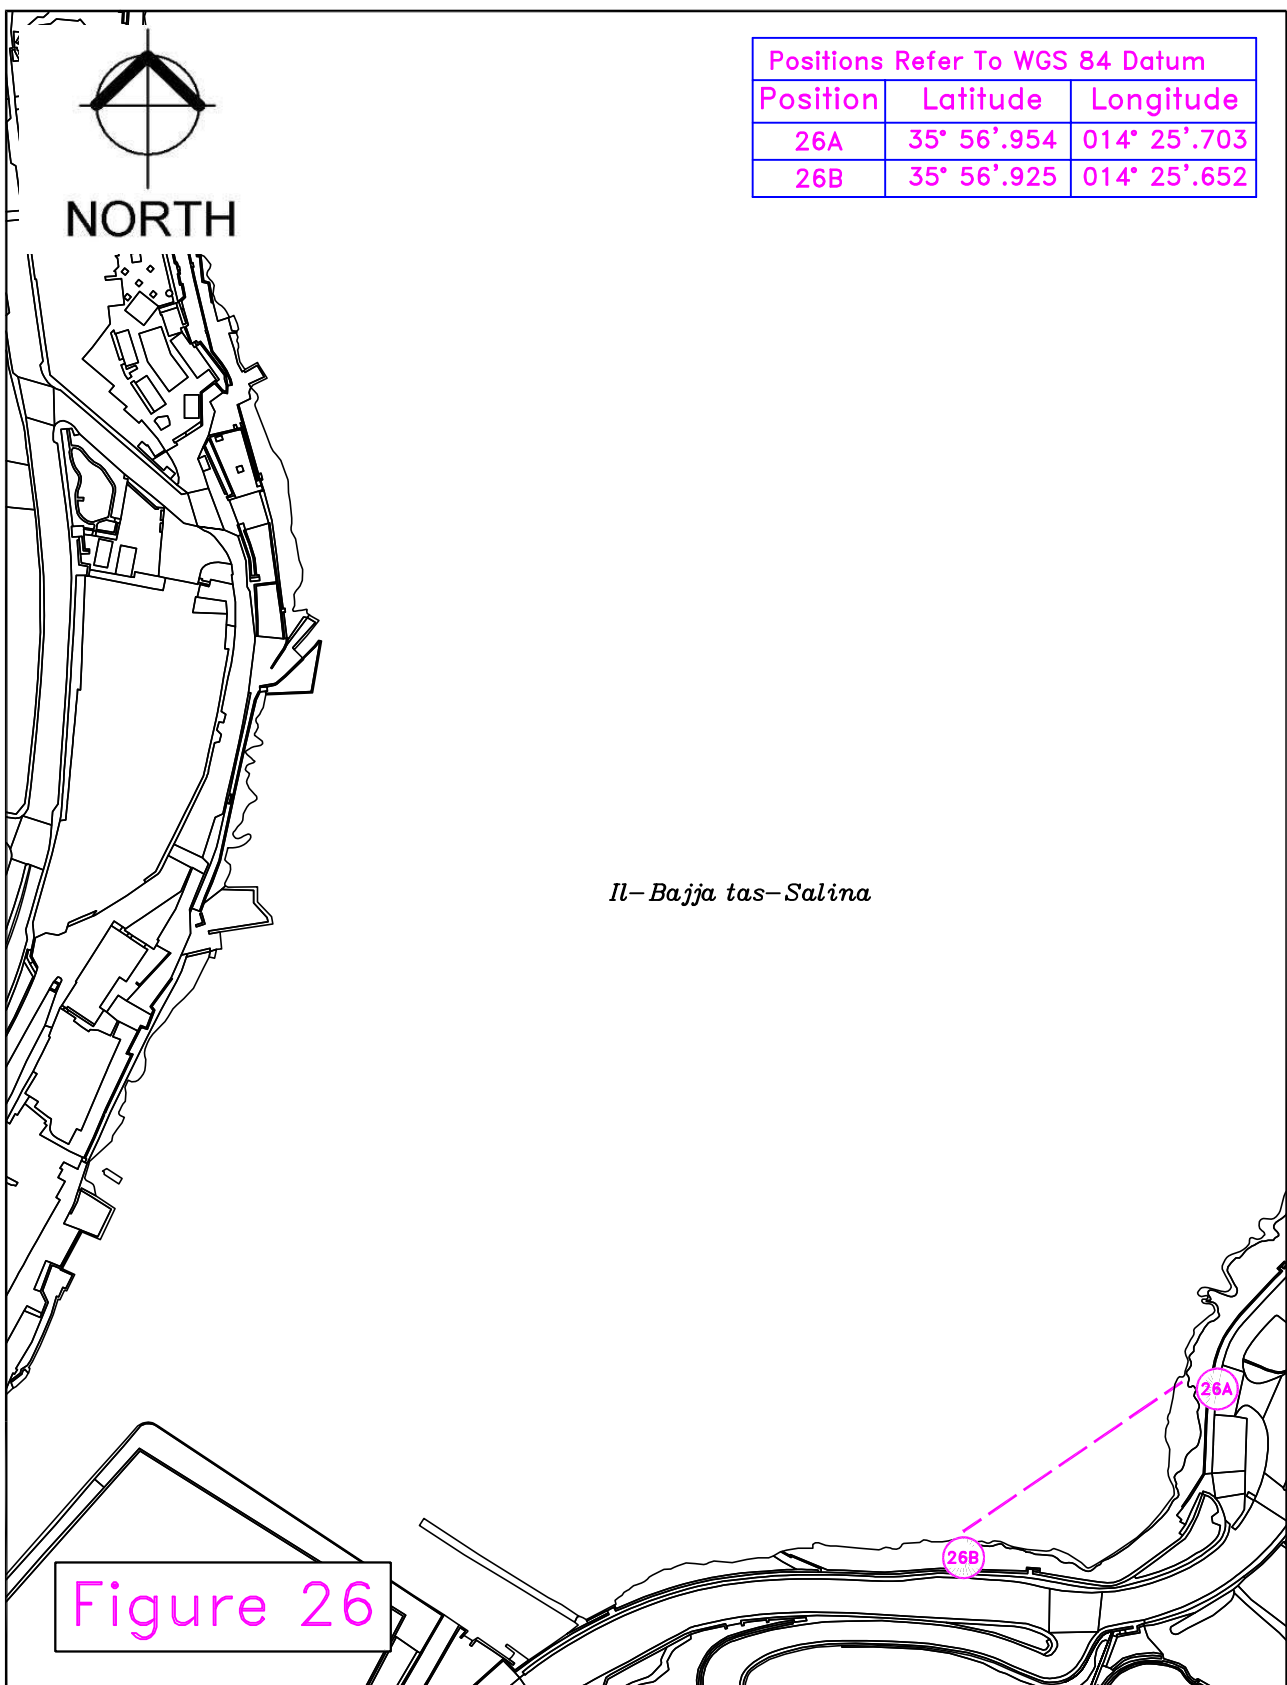 NORTH
Positions Refer To WGS 84 Datum
Position Latitude Longitude
26A 35° 56'.954 014° 25'.703
26B 35° 56'.925 014° 25'.652
Il-Bajja tas-Salina
26A
26B
Figure 26